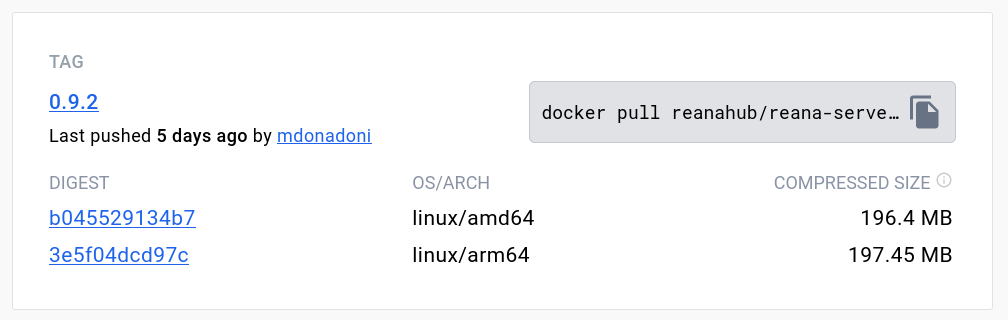 TAG
0.9.2
Last pushed 5 days ago by mdonadoni
docker pull reanahub/reana-serve…
DIGEST OS/ARCH COMPRESSED SIZE
b045529134b7 linux/amd64 196.4 MB
3e5f04dcd97c linux/arm64 197.45 MB